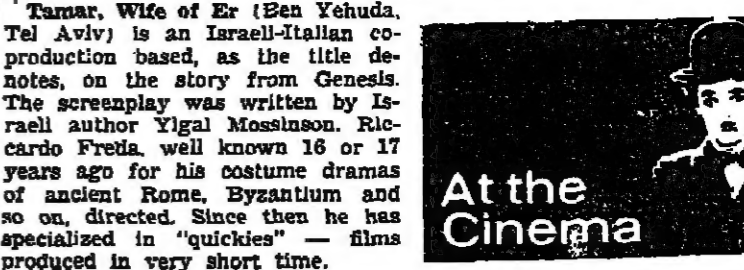 Tamar, Wife of Er (Ben Yehuda,
Tel Aviv) is an Israeli-Italian co-
production based, as the title de-
notes, on the story from Genesis.
The screenplay was written by Is-
raeli author Yigal Mossinson. Ric-
cardo Freda, well known 16 or 17
years ago for his costume dramas
of ancient Rome, Byzantium and
so on, directed. Since then he has
specialized in "quickies" — films
produced in very short time.
At the
Cinema